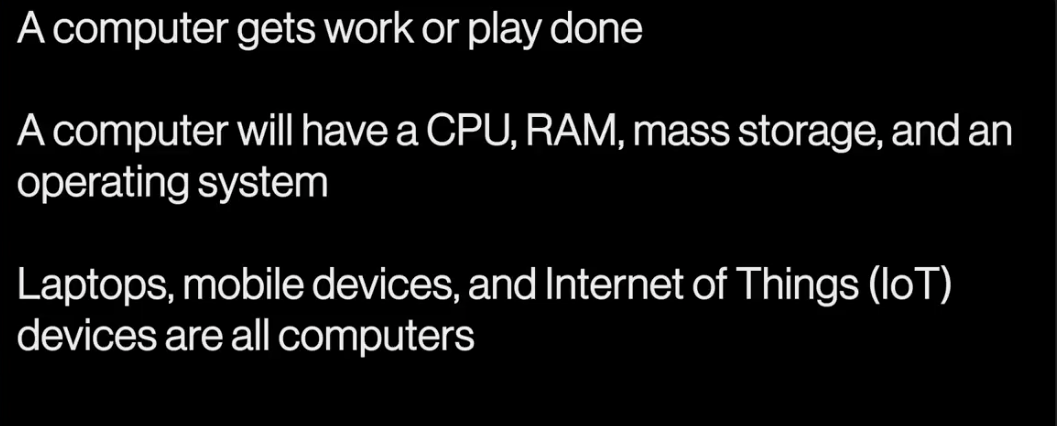 A computer gets work or play done
A computer will have a CPU, RAM, mass storage, and an
operating system
Laptops, mobile devices, and Internet of Things (IoT)
devices are all computers